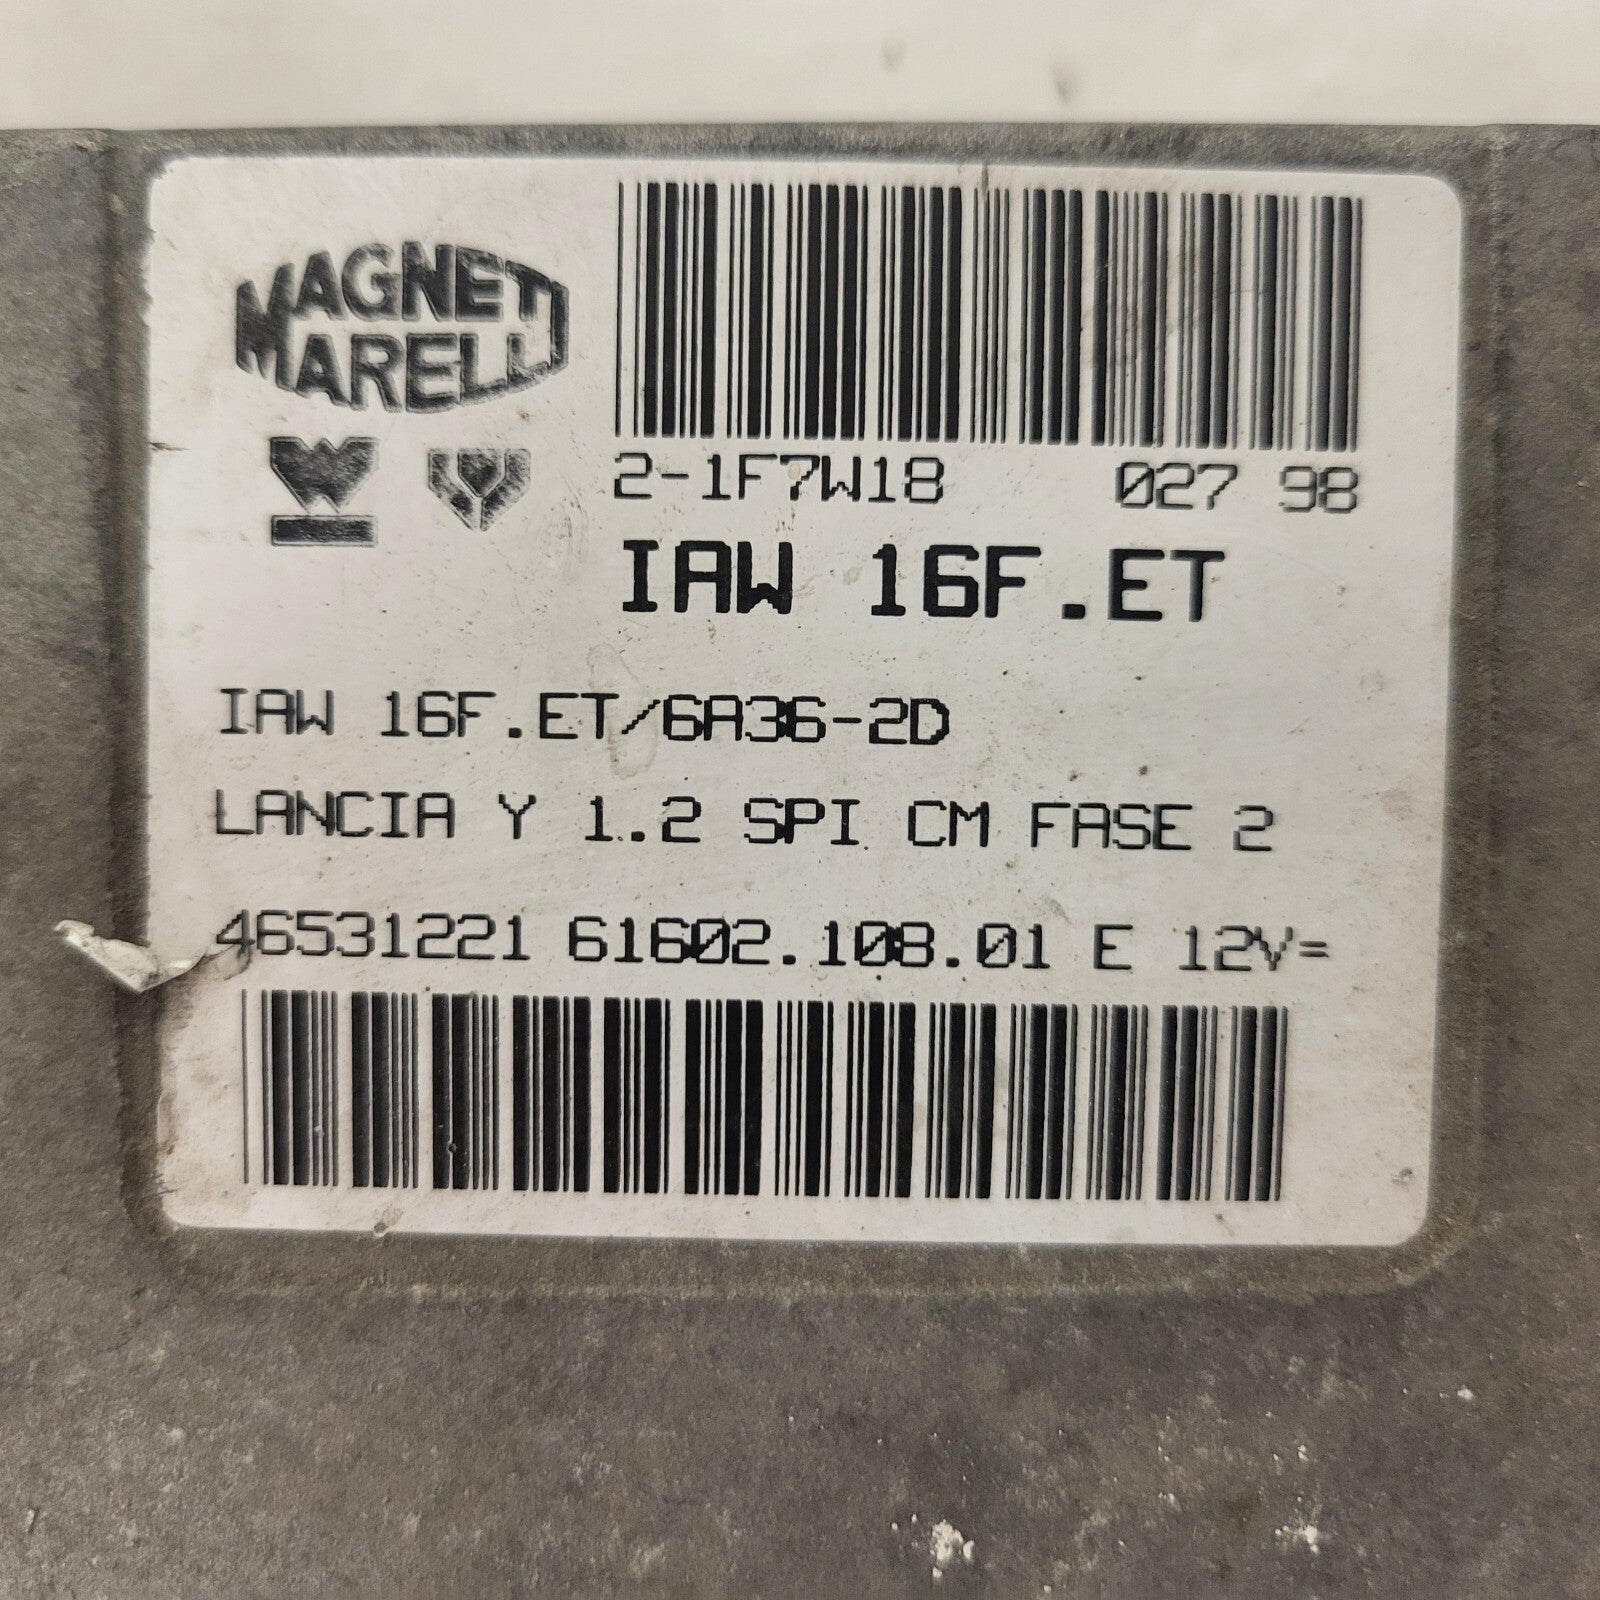 MAGNETI
MARELLI
2-1F7W18 027 98
IAW 16F.ET
IAW 16F.ET/6A36-2D
LANCIA Y 1.2 SPI CM FASE 2
46531221 61602.108.01 E 12V=